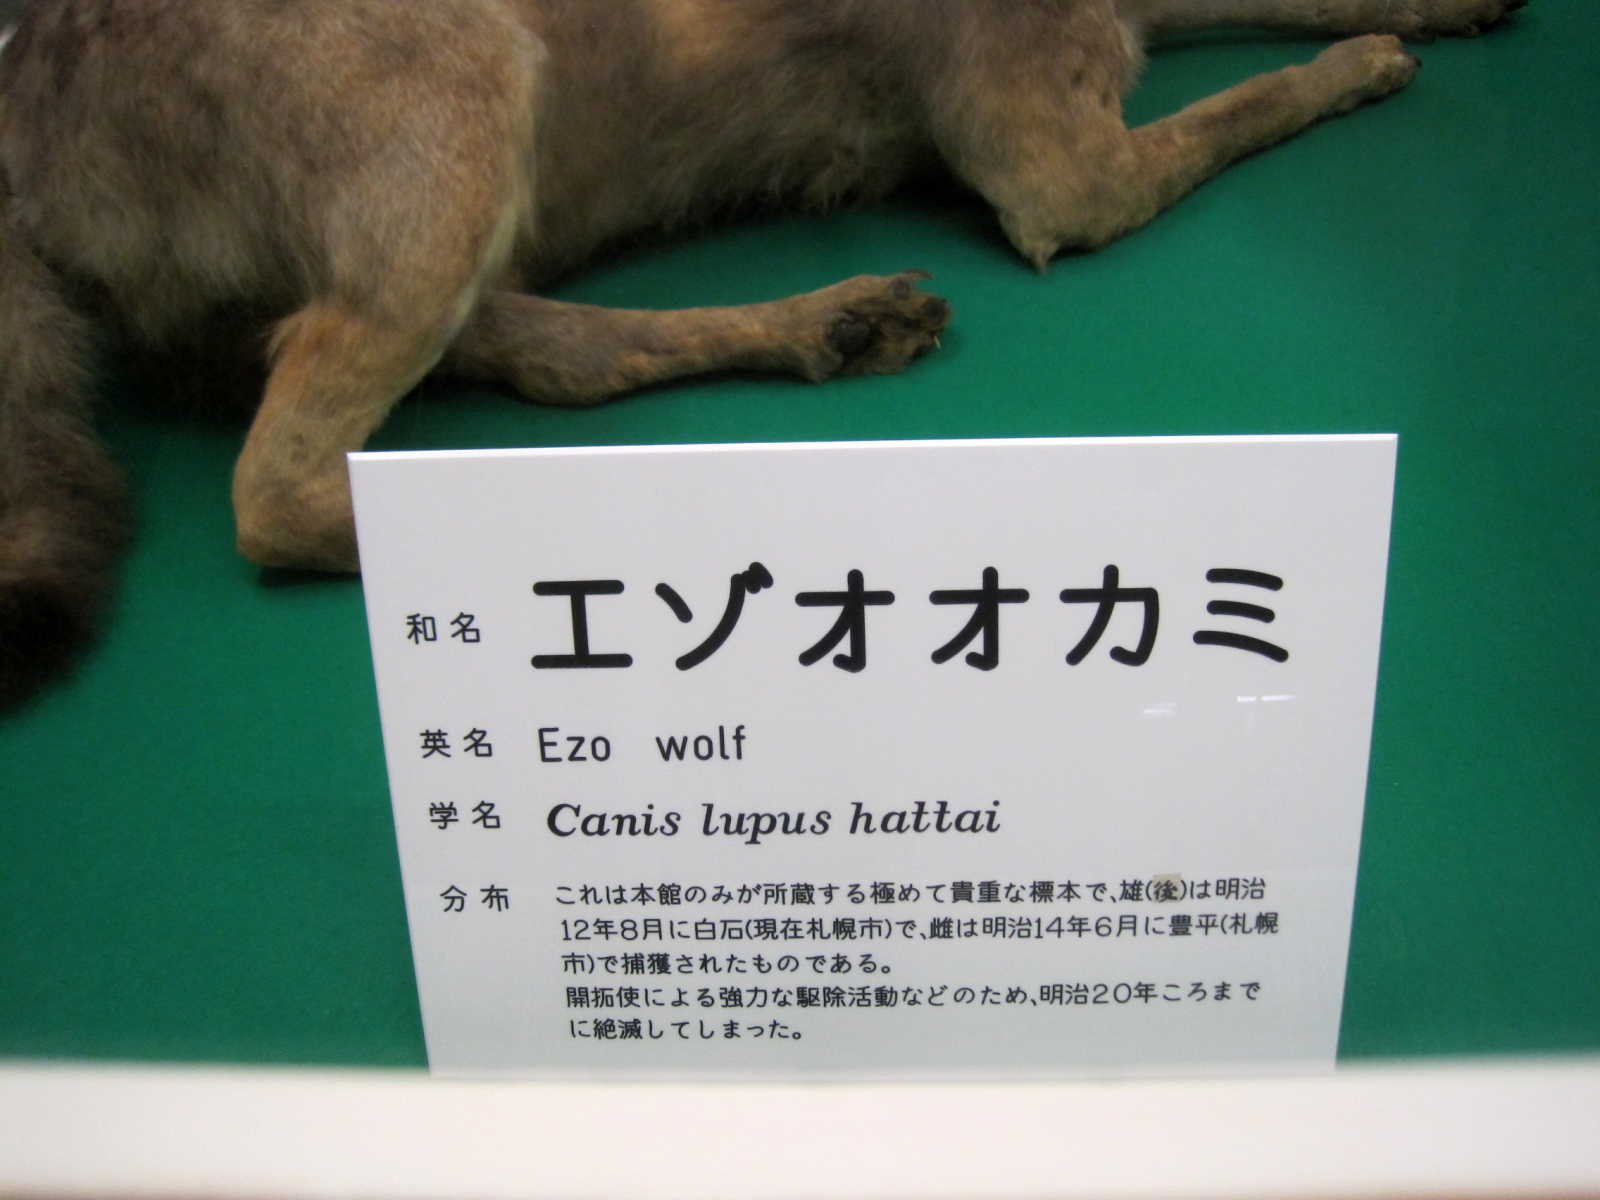 和名 エゾオオカミ
英名 Ezo wolf
学名 Canis lupus hattai
分布 これは本館のみが所蔵する極めて貴重な標本で、雄(後)は明治
12年8月に白石(現在札幌市)で、雌は明治14年6月に豊平(札幌
市)で捕獲されたものである。
開拓使による強力な駆除活動などのため、明治20年ころまで
に絶滅してしまった。